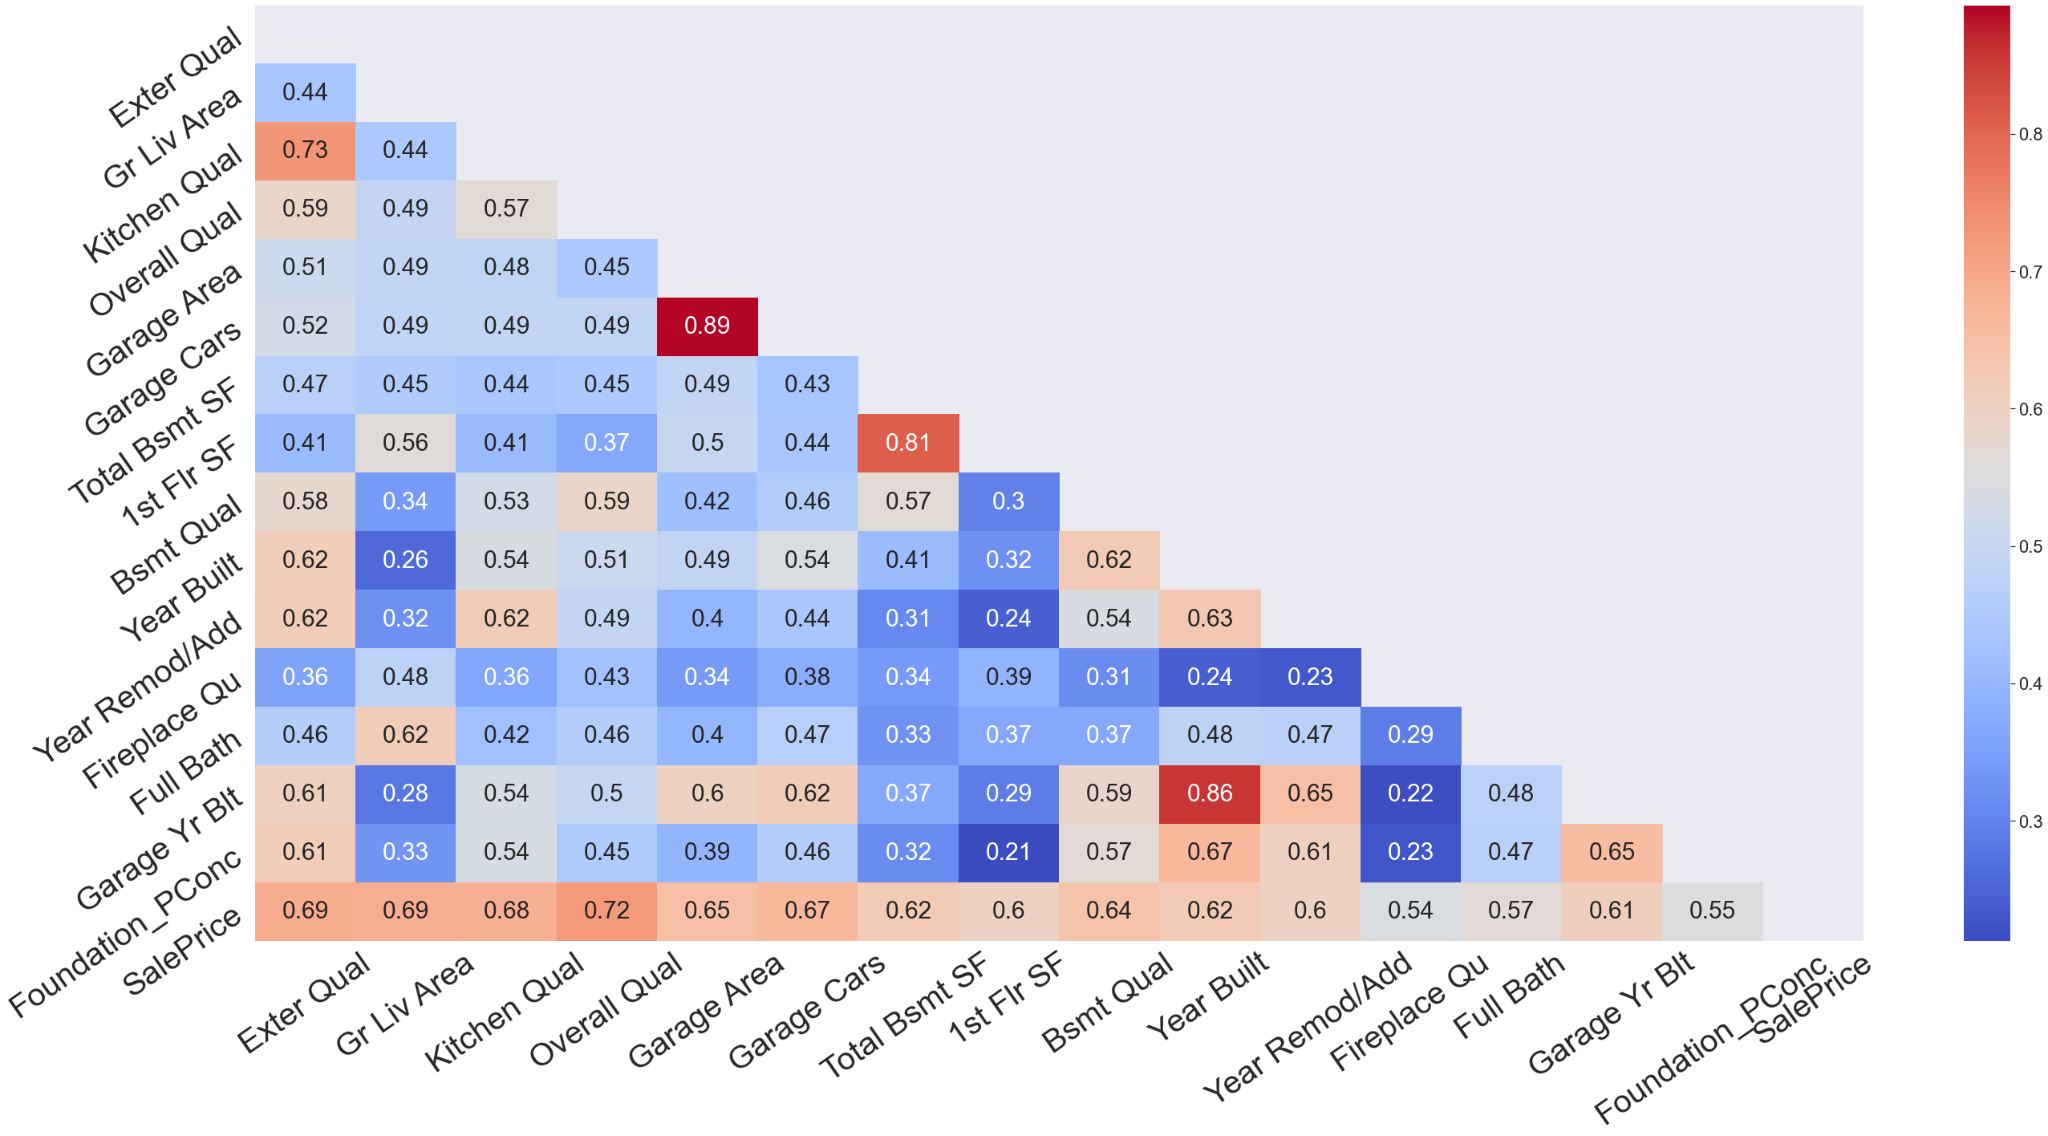 Exter Qual
Gr Liv Area 0.44
Kitchen Qual 0.73 0.44
Overall Qual 0.59 0.49 0.57
Garage Area 0.51 0.49 0.48 0.45
Garage Cars 0.52 0.49 0.49 0.49 0.89
Total Bsmt SF 0.47 0.45 0.44 0.45 0.49 0.43
1st Flr SF 0.41 0.56 0.41 0.37 0.5 0.44 0.81
Bsmt Qual 0.58 0.34 0.53 0.59 0.42 0.46 0.57 0.3
Year Built 0.62 0.26 0.54 0.51 0.49 0.54 0.41 0.32 0.62
Year Remod/Add 0.62 0.32 0.62 0.49 0.4 0.44 0.31 0.24 0.54 0.63
Fireplace Qu 0.36 0.48 0.36 0.43 0.34 0.38 0.34 0.39 0.31 0.24 0.23
Full Bath 0.46 0.62 0.42 0.46 0.4 0.47 0.33 0.37 0.37 0.48 0.47 0.29
Garage Yr Blt 0.61 0.28 0.54 0.5 0.6 0.62 0.37 0.29 0.59 0.86 0.65 0.22 0.48
Foundation_PConc 0.61 0.33 0.54 0.45 0.39 0.46 0.32 0.21 0.57 0.67 0.61 0.23 0.47 0.65
SalePrice 0.69 0.69 0.68 0.72 0.65 0.67 0.62 0.6 0.64 0.62 0.6 0.54 0.57 0.61 0.55
Exter Qual Gr Liv Area Kitchen Qual Overall Qual Garage Area Garage Cars Total Bsmt SF 1st Flr SF Bsmt Qual Year Built Year Remod/Add Fireplace Qu Full Bath Garage Yr Blt Foundation_PConc SalePrice
0.8
0.7
0.6
0.5
0.4
0.3